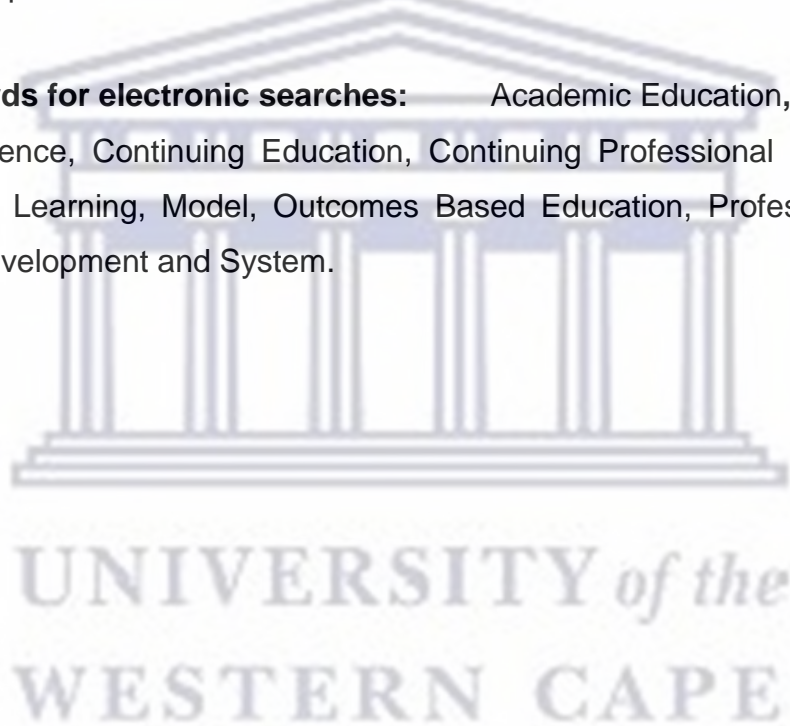 ds for electronic searches: Academic Education,
ence, Continuing Education, Continuing Professional
Learning, Model, Outcomes Based Education, Profes
velopment and System.
UNIVERSITY of the
WESTERN CAPE